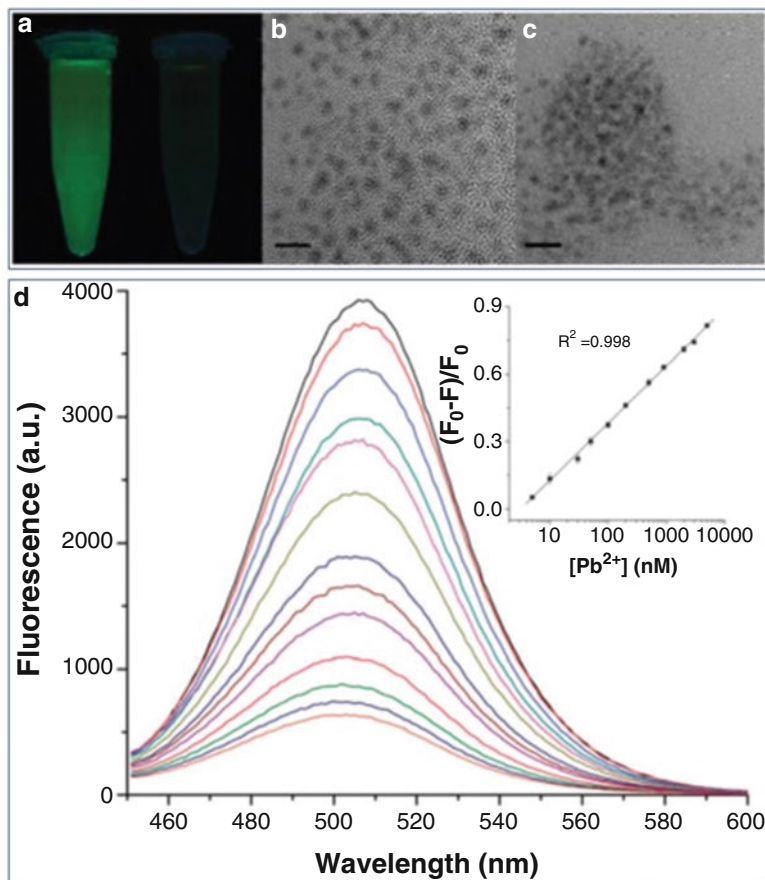 a
b
c
d
4000
3000
2000
1000
0
Fluorescence (a.u.)
460 480 500 520 540 560 580 600
Wavelength (nm)
0.9
0.6
0.3
0.0
(F₀-F)/F₀
R² =0.998
10 100 1000 10000
[Pb²⁺] (nM)